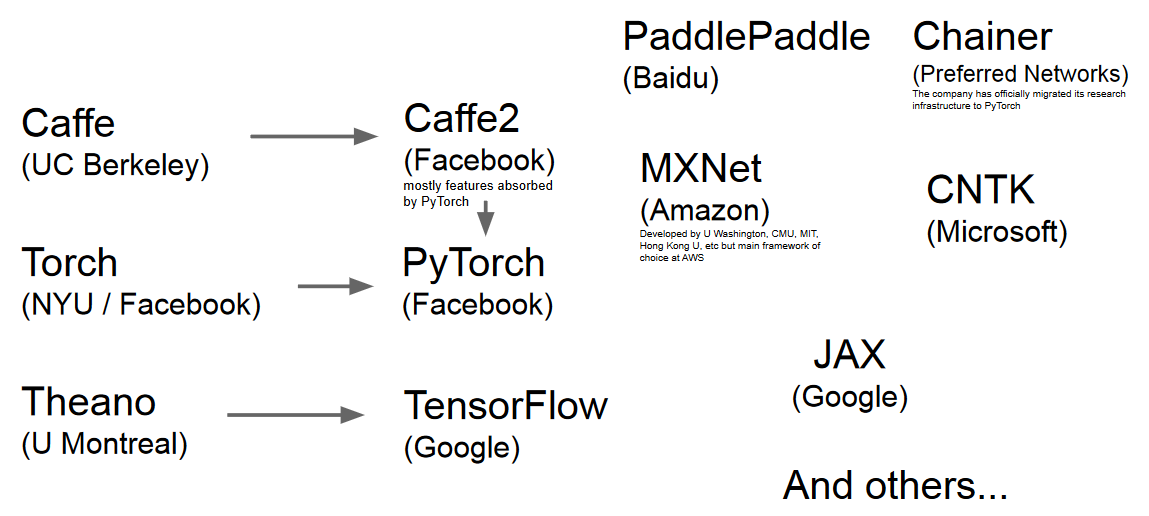 Caffe
(UC Berkeley)
Caffe2
(Facebook)
mostly features absorbed
by PyTorch
Torch
(NYU / Facebook)
PyTorch
(Facebook)
Theano
(U Montreal)
TensorFlow
(Google)
PaddlePaddle
(Baidu)
Chainer
(Preferred Networks)
The company has officially migrated its research
infrastructure to PyTorch
MXNet
(Amazon)
Developed by U Washington, CMU, MIT,
Hong Kong U, etc but main framework of
choice at AWS
CNTK
(Microsoft)
JAX
(Google)
And others...